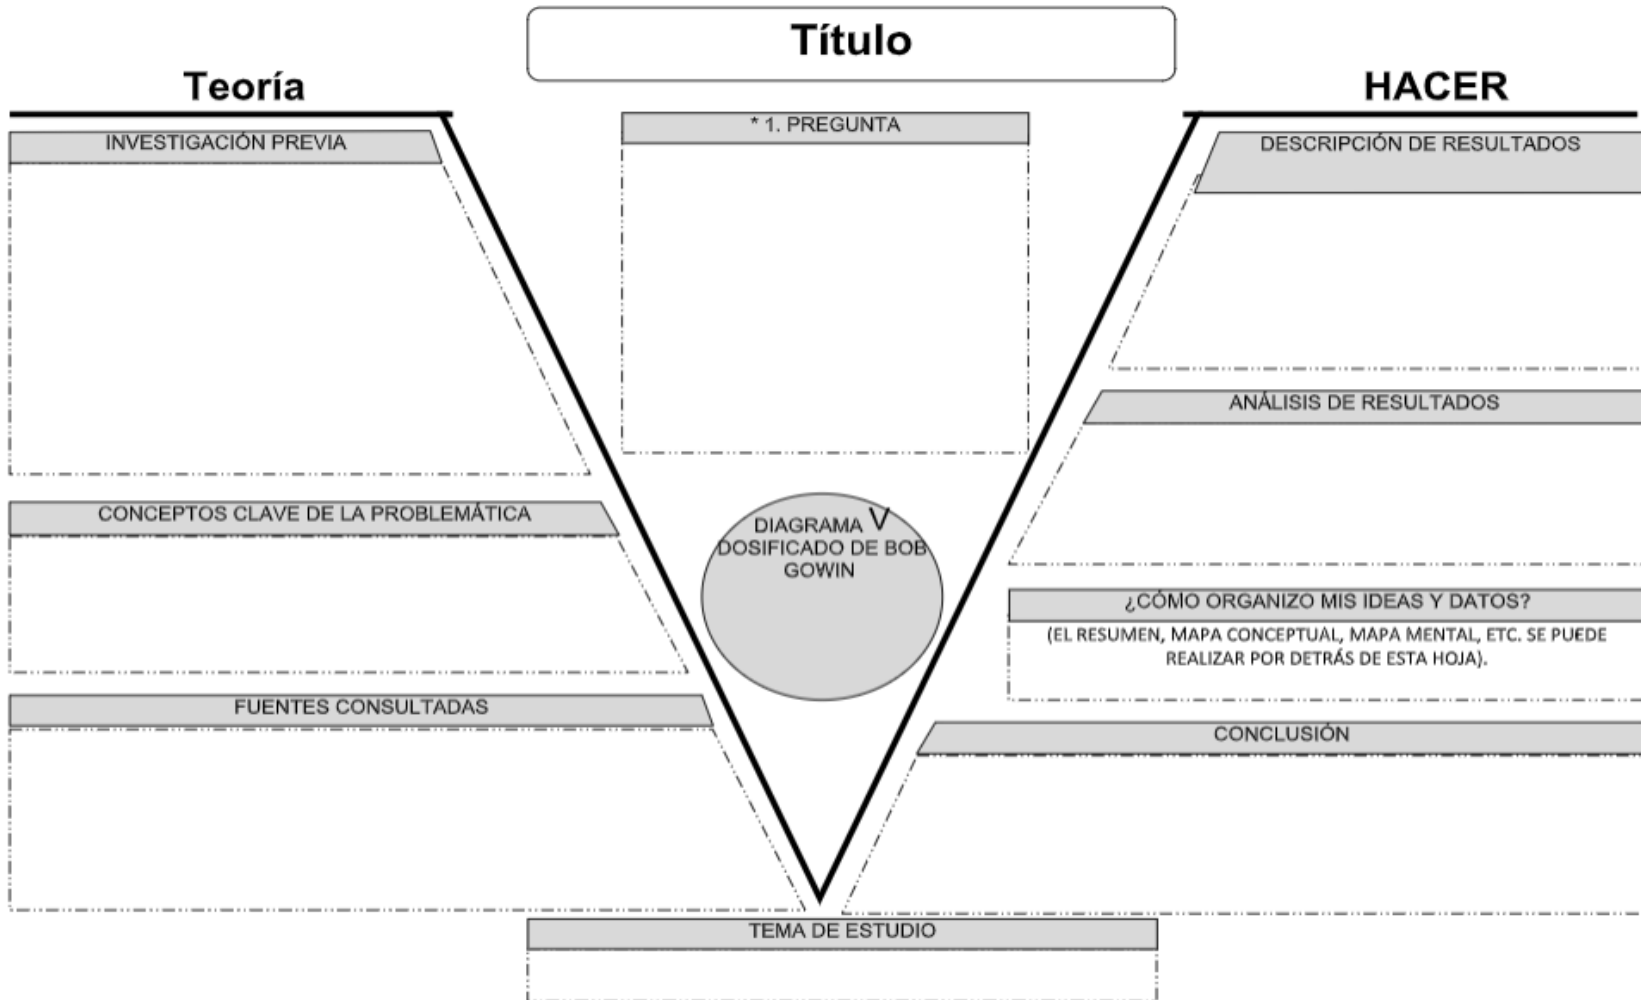 Título
Teoría
INVESTIGACIÓN PREVIA
CONCEPTOS CLAVE DE LA PROBLEMÁTICA
FUENTES CONSULTADAS
* 1. PREGUNTA
DIAGRAMA V
DOSIFICADO DE BOB
GOWIN
HACER
DESCRIPCIÓN DE RESULTADOS
ANÁLISIS DE RESULTADOS
¿CÓMO ORGANIZO MIS IDEAS Y DATOS?
(EL RESUMEN, MAPA CONCEPTUAL, MAPA MENTAL, ETC. SE PUEDE
REALIZAR POR DETRÁS DE ESTA HOJA).
CONCLUSIÓN
TEMA DE ESTUDIO